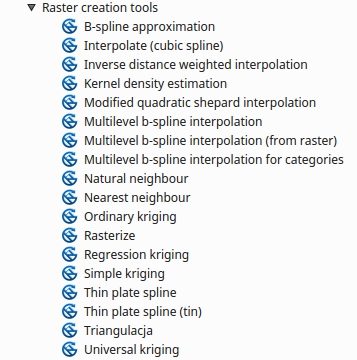 Raster creation tools
B-spline approximation
Interpolate (cubic spline)
Inverse distance weighted interpolation
Kernel density estimation
Modified quadratic shepard interpolation
Multilevel b-spline interpolation
Multilevel b-spline interpolation (from raster)
Multilevel b-spline interpolation for categories
Natural neighbour
Nearest neighbour
Ordinary kriging
Rasterize
Regression kriging
Simple kriging
Thin plate spline
Thin plate spline (tin)
Triangulacja
Universal kriging